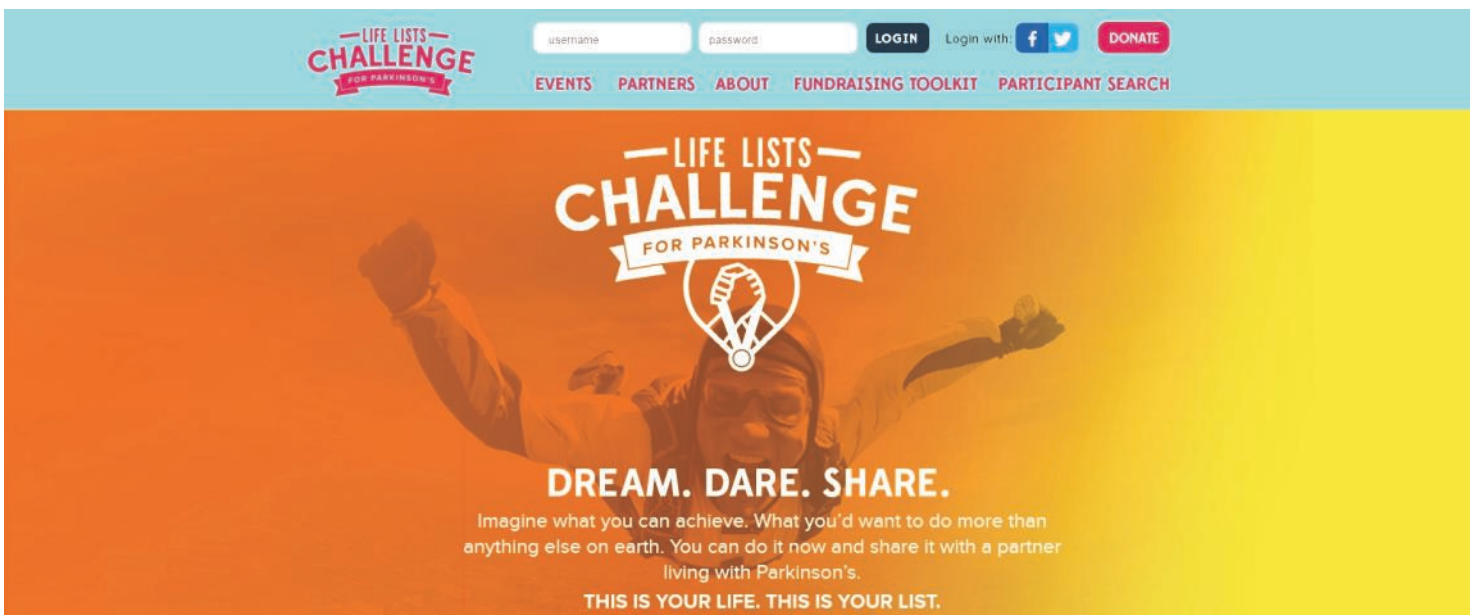 LIFE LISTS
CHALLENGE
FOR PARKINSON'S
username
password
LOGIN
Login with:
f
DONATE
EVENTS
PARTNERS
ABOUT
FUNDRAISING TOOLKIT
PARTICIPANT SEARCH
LIFE LISTS
CHALLENGE
FOR PARKINSON'S
DREAM. DARE. SHARE.
Imagine what you can achieve. What you'd want to do more than
anything else on earth. You can do it now and share it with a partner
living with Parkinson's.
THIS IS YOUR LIFE. THIS IS YOUR LIST.